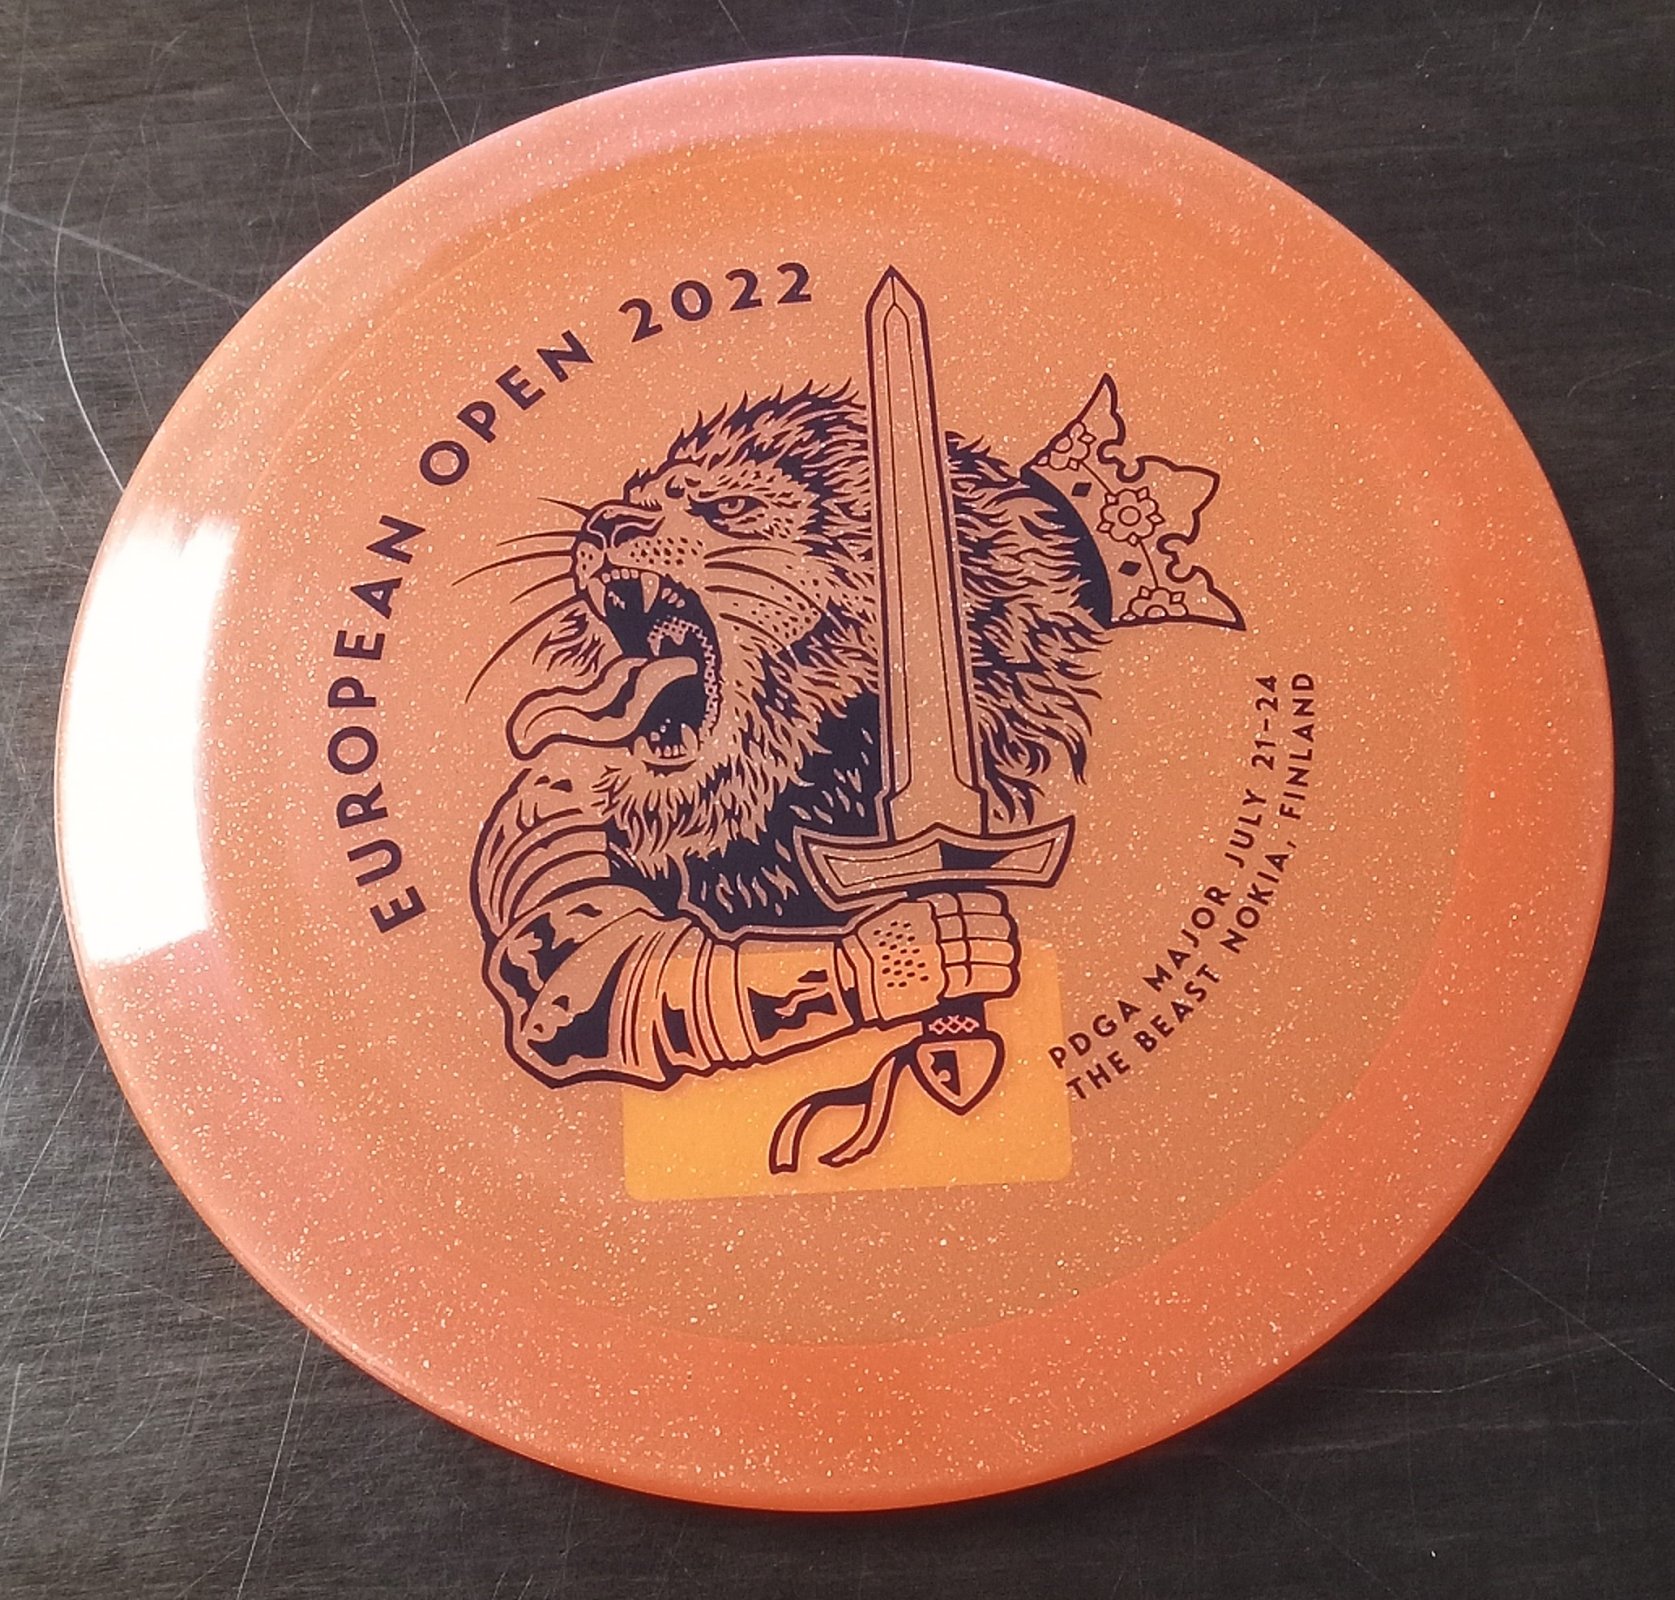 EUROPEAN OPEN 2022
PDGA MAJOR JULY 21-24
THE BEAST NOKIA, FINLAND